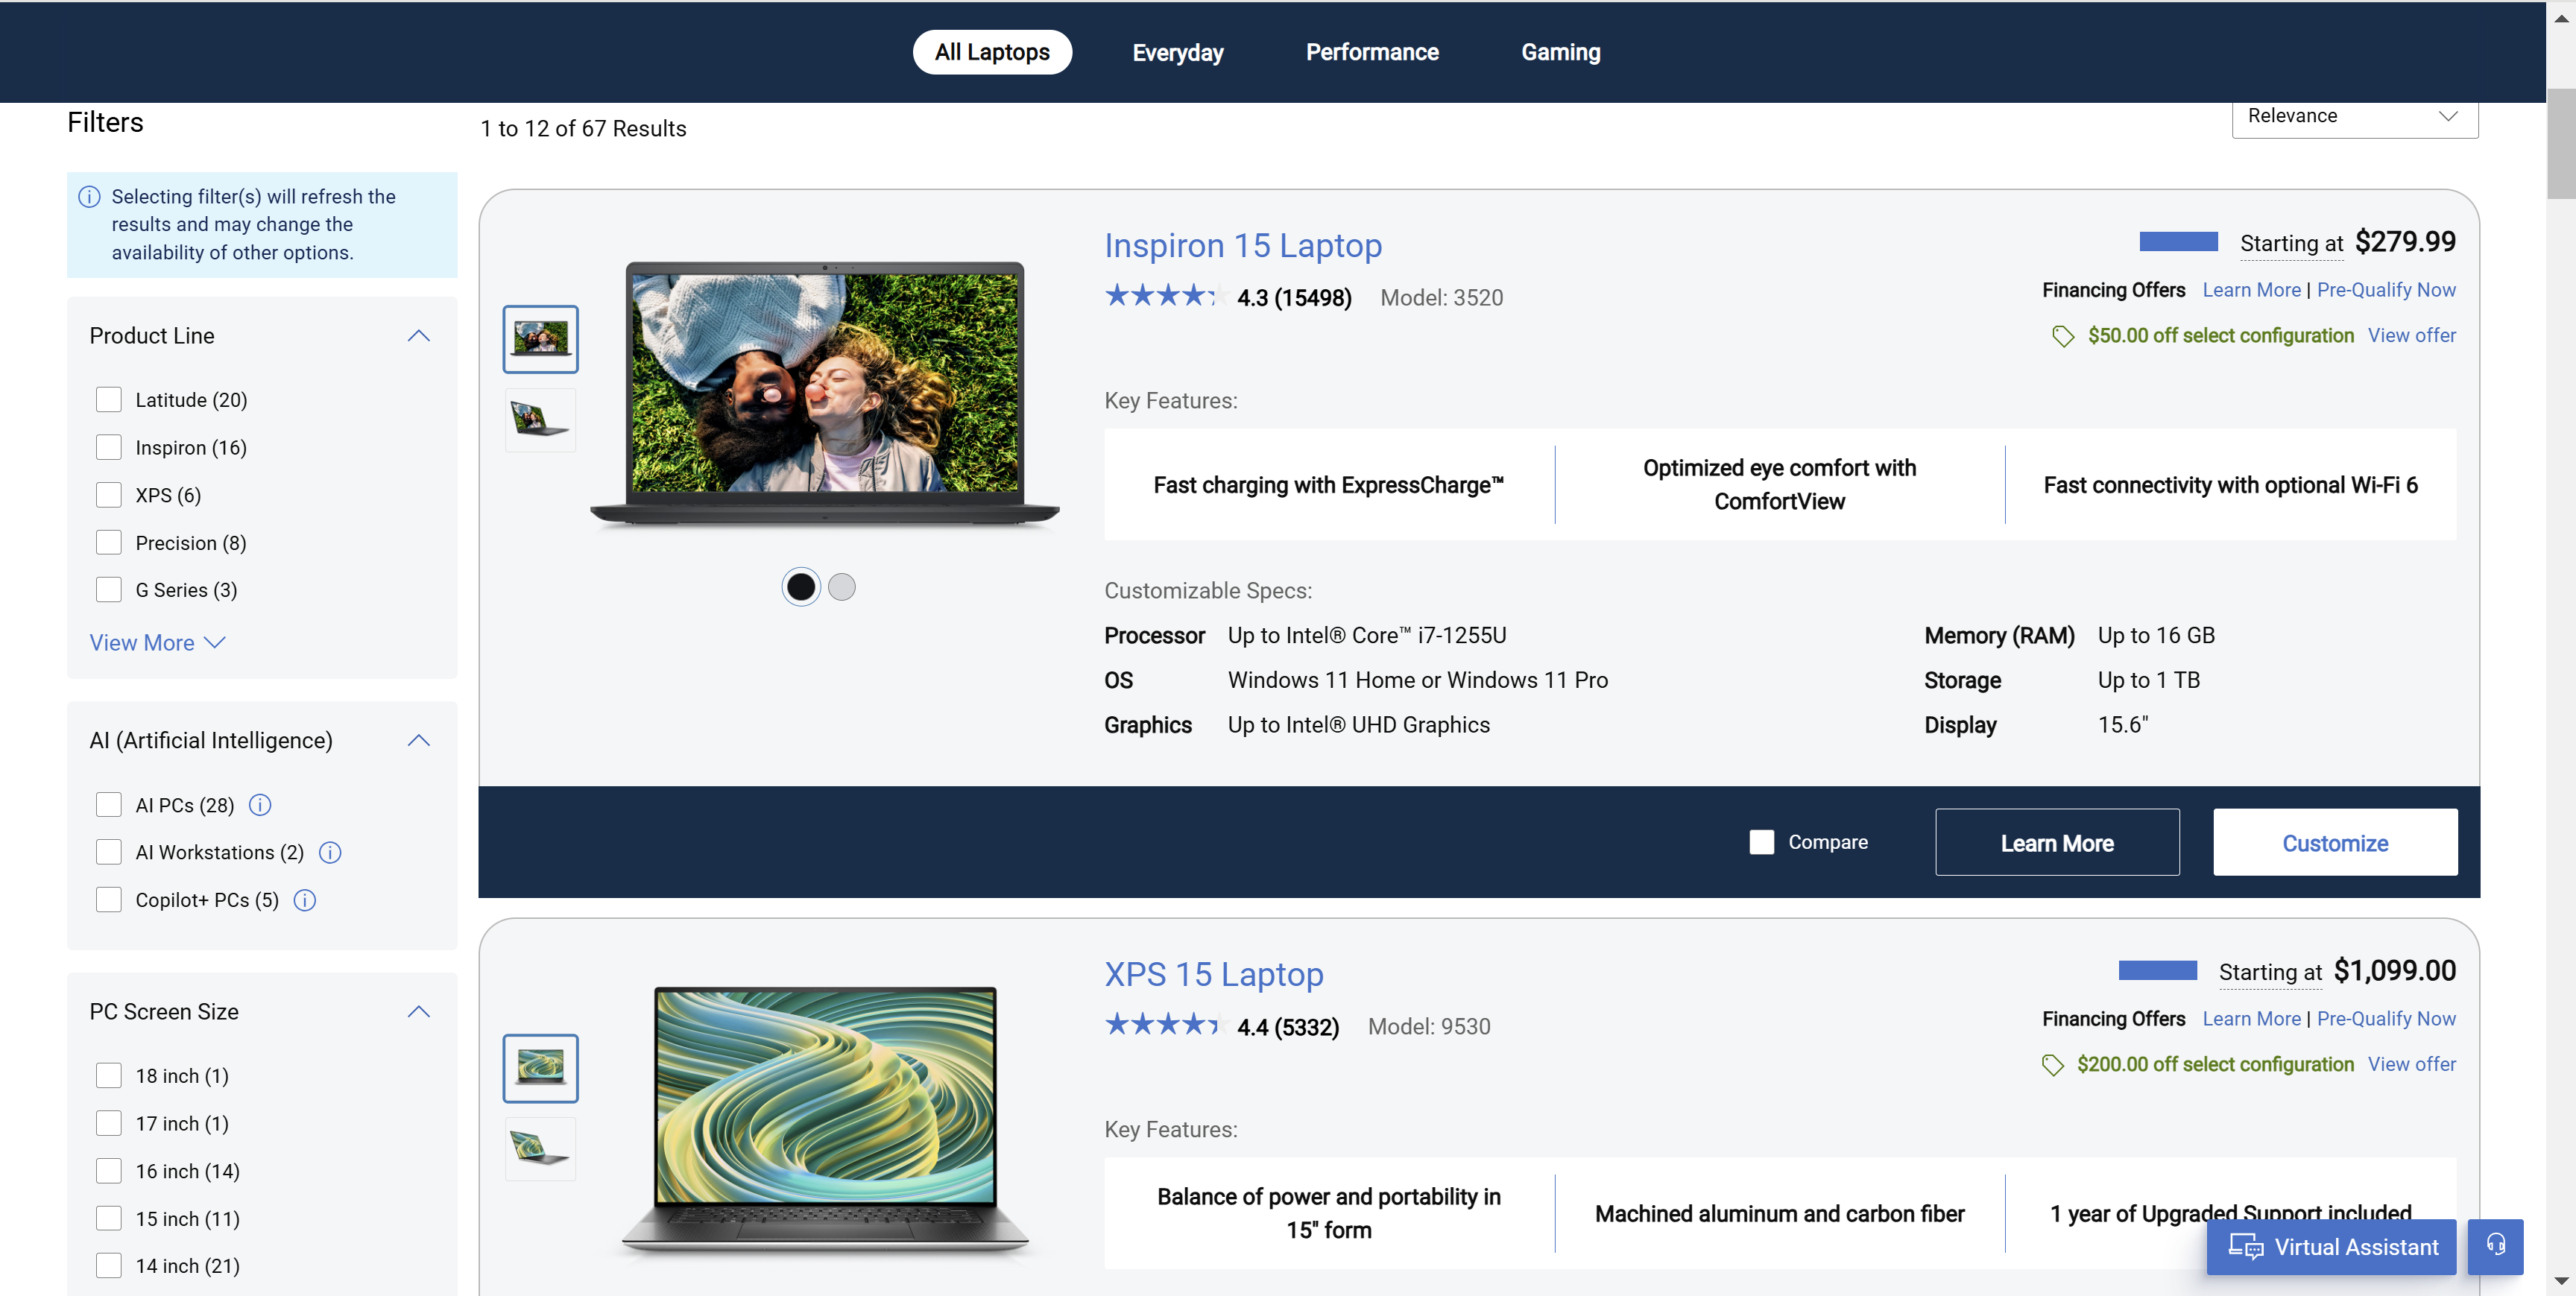 All Laptops
Everyday
Performance
Gaming
Filters
1 to 12 of 67 Results
Relevance
Selecting filter(s) will refresh the
results and may change the
availability of other options.
Product Line
Latitude (20)
Inspiron (16)
XPS (6)
Precision (8)
G Series (3)
View More
AI (Artificial Intelligence)
AI PCs (28)
AI Workstations (2)
Copilot+ PCs (5)
PC Screen Size
18 inch (1)
17 inch (1)
16 inch (14)
15 inch (11)
14 inch (21)
Inspiron 15 Laptop
4.3 (15498) Model: 3520
Starting at $279.99
Financing Offers Learn More | Pre-Qualify Now
$50.00 off select configuration View offer
Key Features:
Fast charging with ExpressCharge™
Optimized eye comfort with
ComfortView
Fast connectivity with optional Wi-Fi 6
Customizable Specs:
Processor Up to Intel® Core™ i7-1255U
OS Windows 11 Home or Windows 11 Pro
Graphics Up to Intel® UHD Graphics
Memory (RAM) Up to 16 GB
Storage Up to 1 TB
Display 15.6"
Compare
Learn More
Customize
XPS 15 Laptop
4.4 (5332) Model: 9530
Starting at $1,099.00
Financing Offers Learn More | Pre-Qualify Now
$200.00 off select configuration View offer
Key Features:
Balance of power and portability in
15" form
Machined aluminum and carbon fiber
1 year of Upgraded Support included
Virtual Assistant